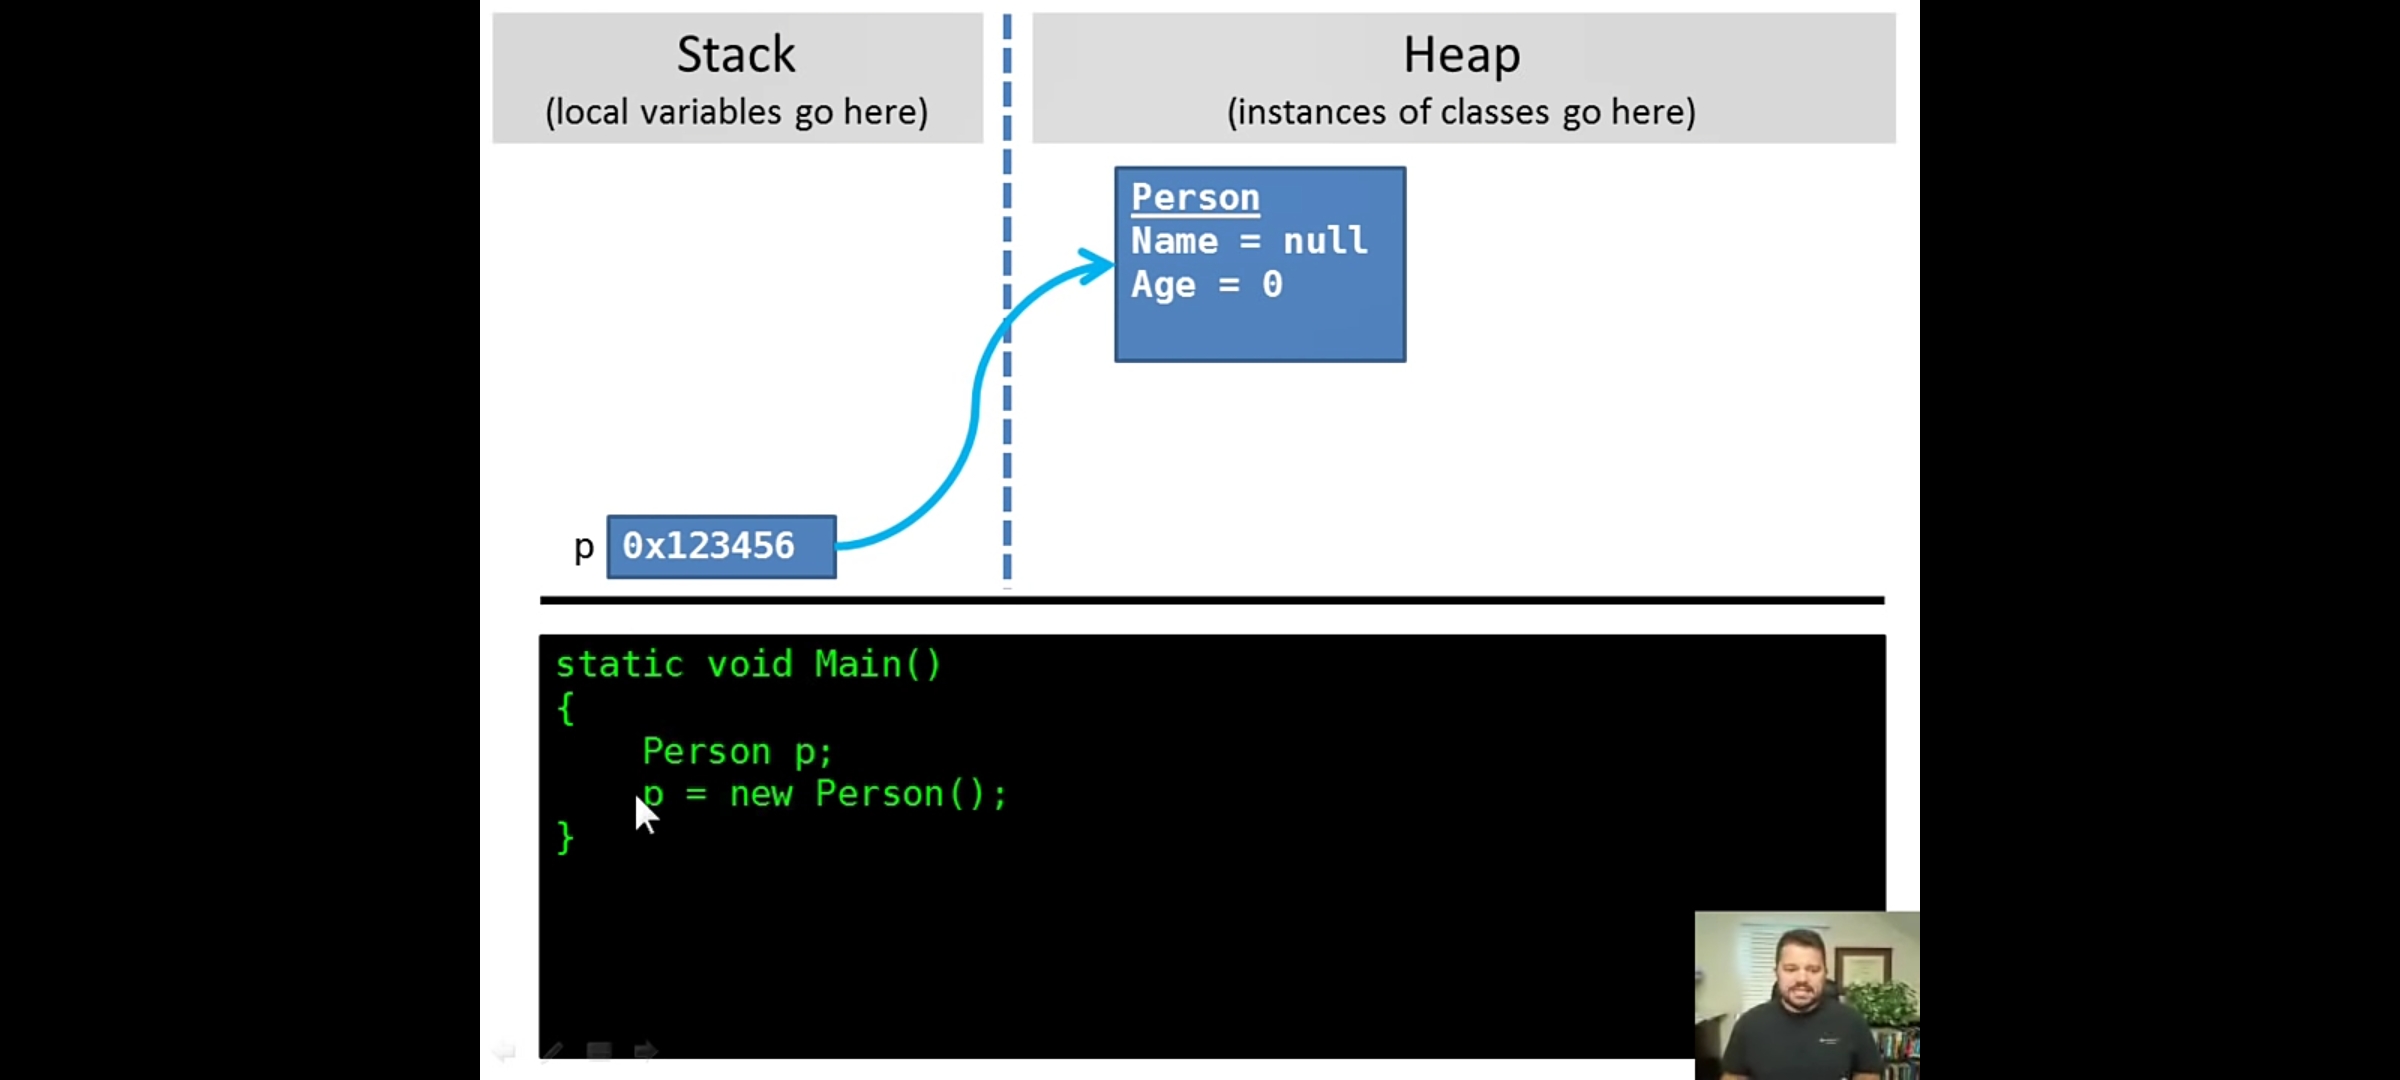 Stack
(local variables go here)
Heap
(instances of classes go here)
Person
Name = null
Age = 0
p
0x123456
static void Main()
{
    Person p;
    p = new Person();
}